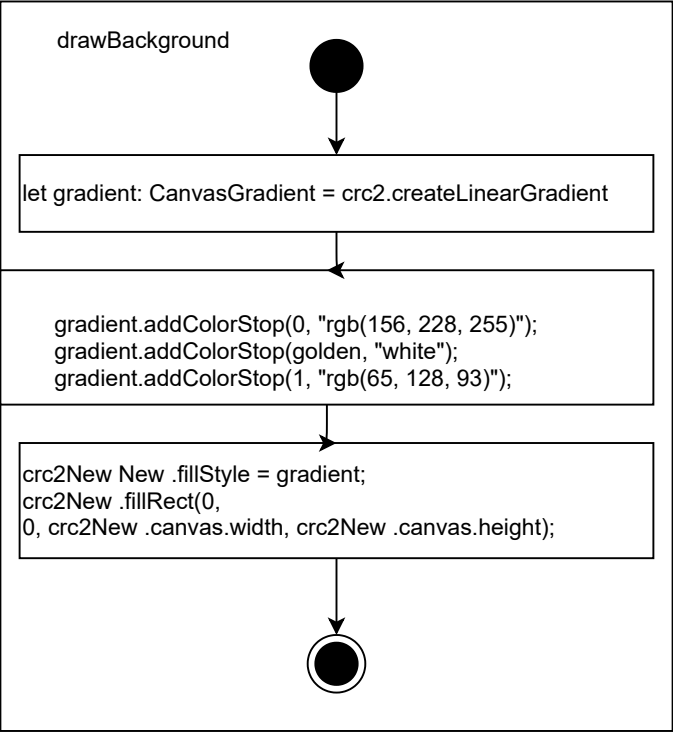 drawBackground
let gradient: CanvasGradient = crc2.createLinearGradient
gradient.addColorStop(0, "rgb(156, 228, 255)");
gradient.addColorStop(golden, "white");
gradient.addColorStop(1, "rgb(65, 128, 93)");
crc2New New .fillStyle = gradient;
crc2New .fillRect(0,
0, crc2New .canvas.width, crc2New .canvas.height);